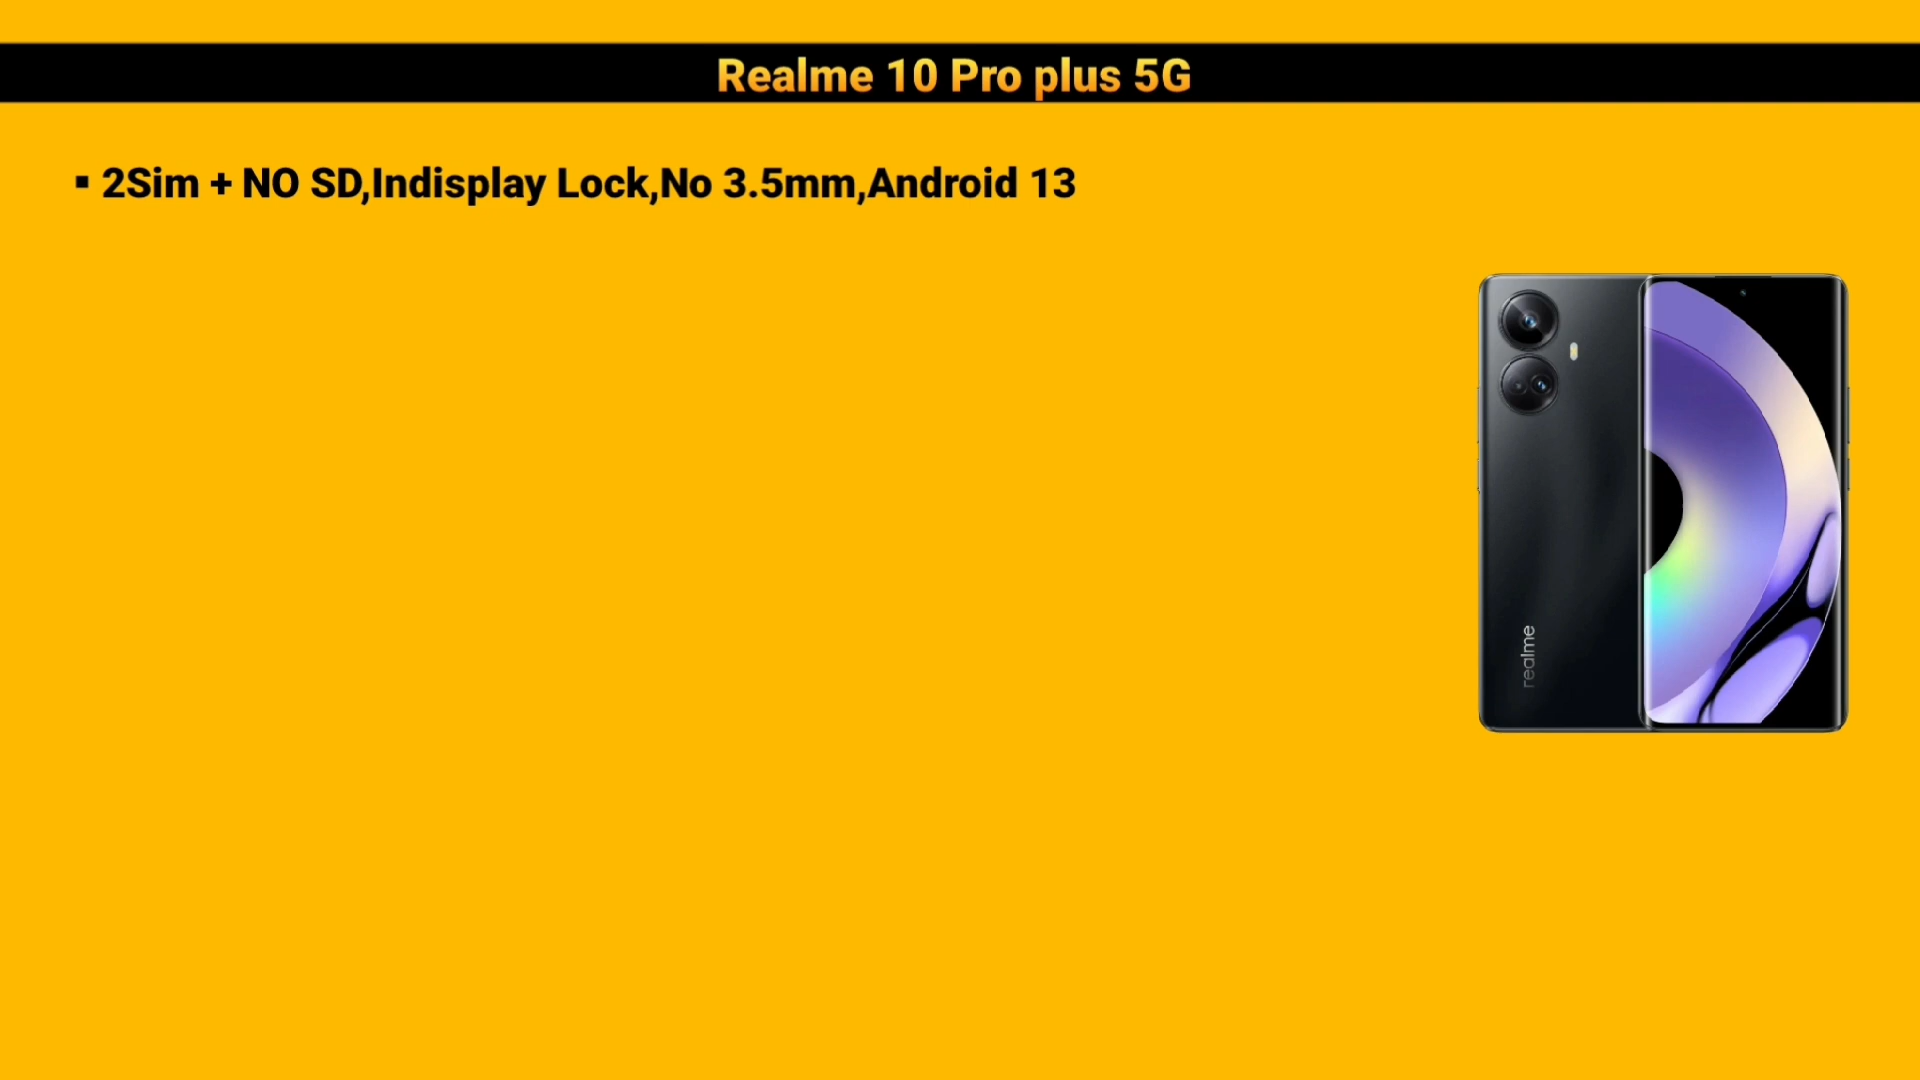 Realme 10 Pro plus 5G
▪ 2Sim + NO SD,Indisplay Lock,No 3.5mm,Android 13
realme